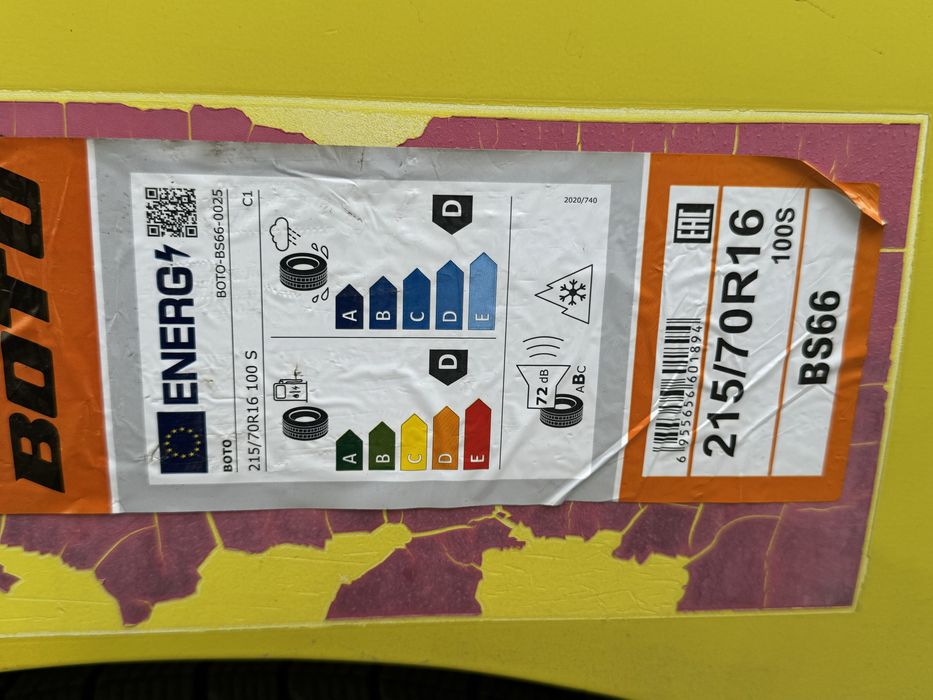 BOTO
ENERG
BOTO
BOTO-BS66-0025
215/70R16 100 S
C1
A
B
C
D
E
D
A
B
C
D
E
D
72 dB
ABC
2020/740
EAC
6 955656 601894
215/70R16
100S
BS66